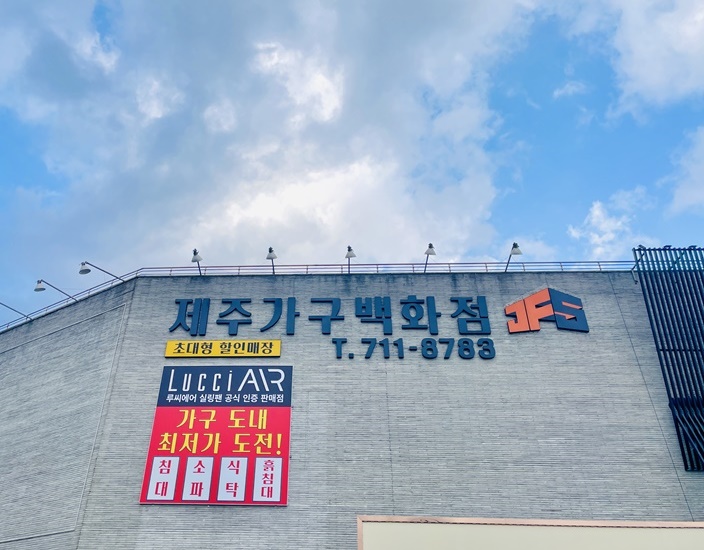 제주가구백화점 JFS
초대형 할인매장
T.711-8783
LUCCI AIR
루씨에어 실링팬 공식 인증 판매점
가구 도내
최저가 도전!
침대 소파 식탁 흙침대